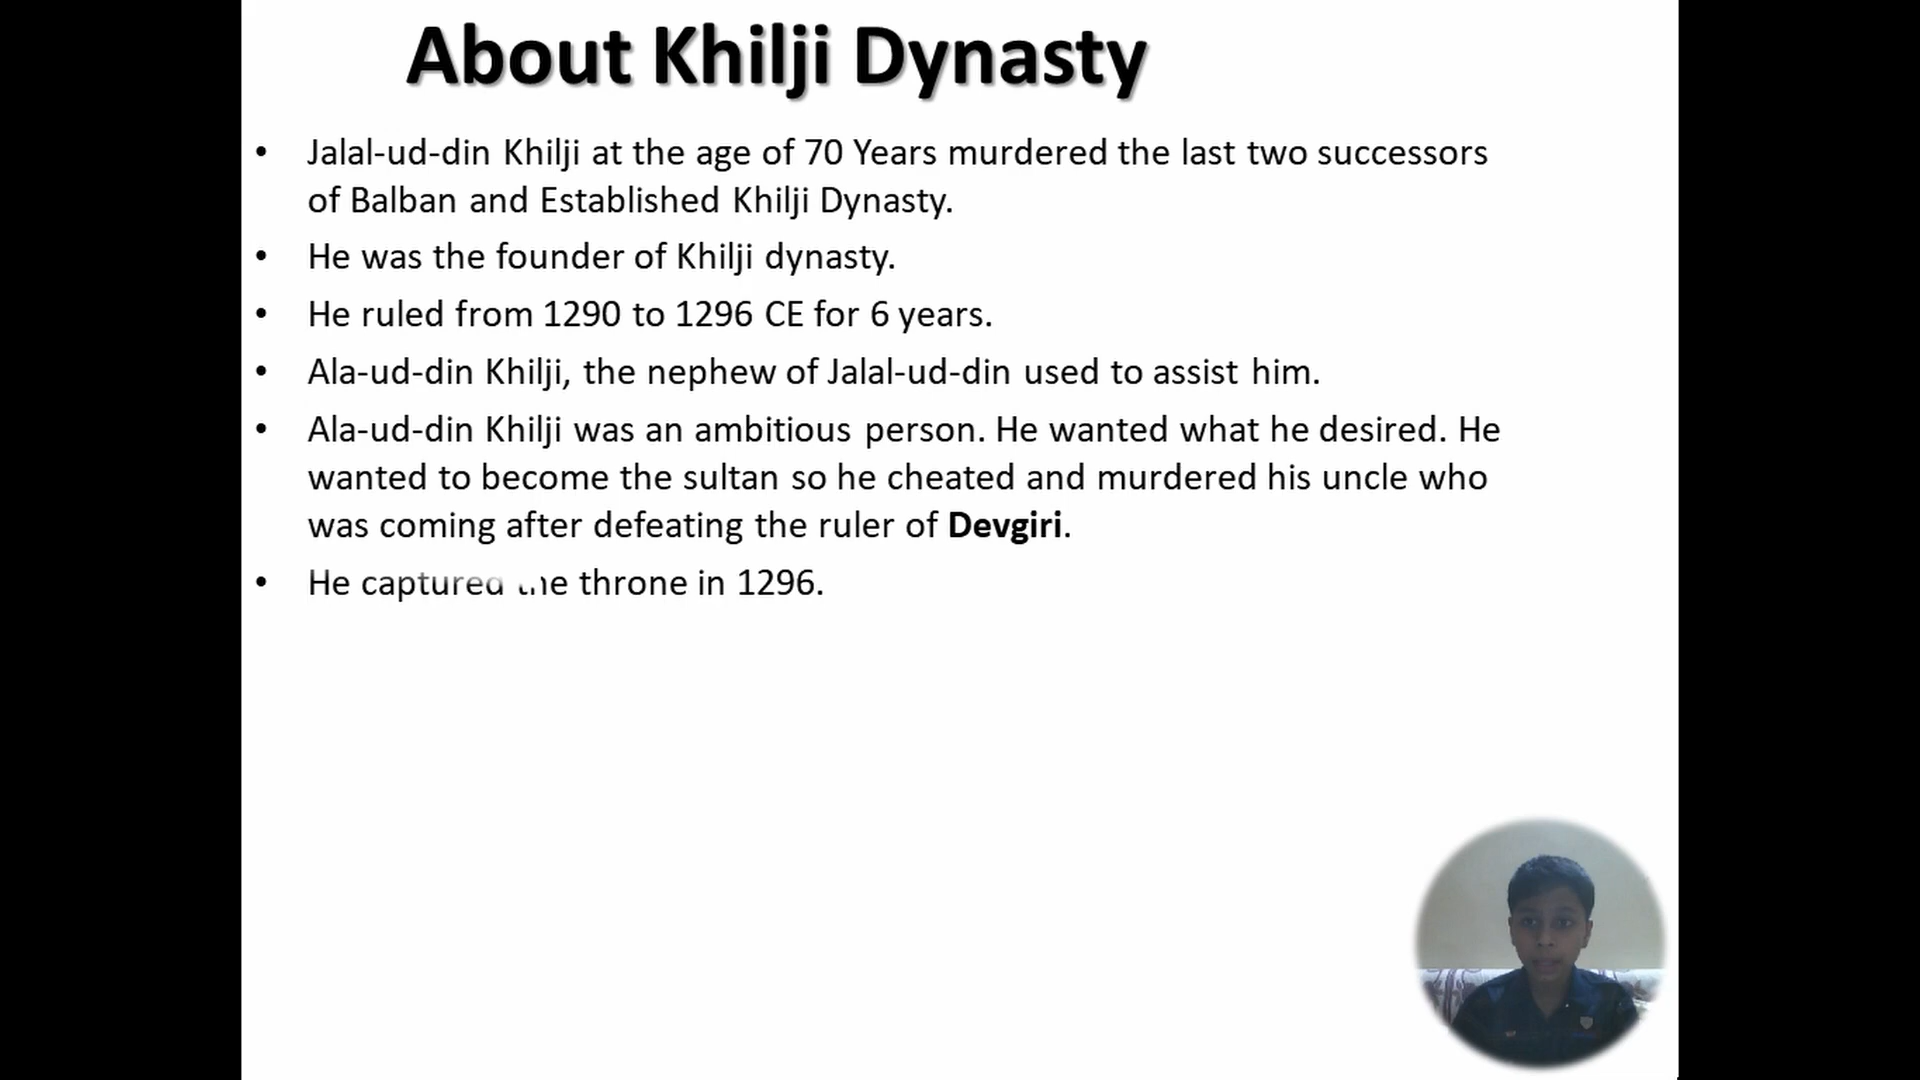 About Khilji Dynasty
• Jalal-ud-din Khilji at the age of 70 Years murdered the last two successors
of Balban and Established Khilji Dynasty.
• He was the founder of Khilji dynasty.
• He ruled from 1290 to 1296 CE for 6 years.
• Ala-ud-din Khilji, the nephew of Jalal-ud-din used to assist him.
• Ala-ud-din Khilji was an ambitious person. He wanted what he desired. He
wanted to become the sultan so he cheated and murdered his uncle who
was coming after defeating the ruler of Devgiri.
• He captured the throne in 1296.